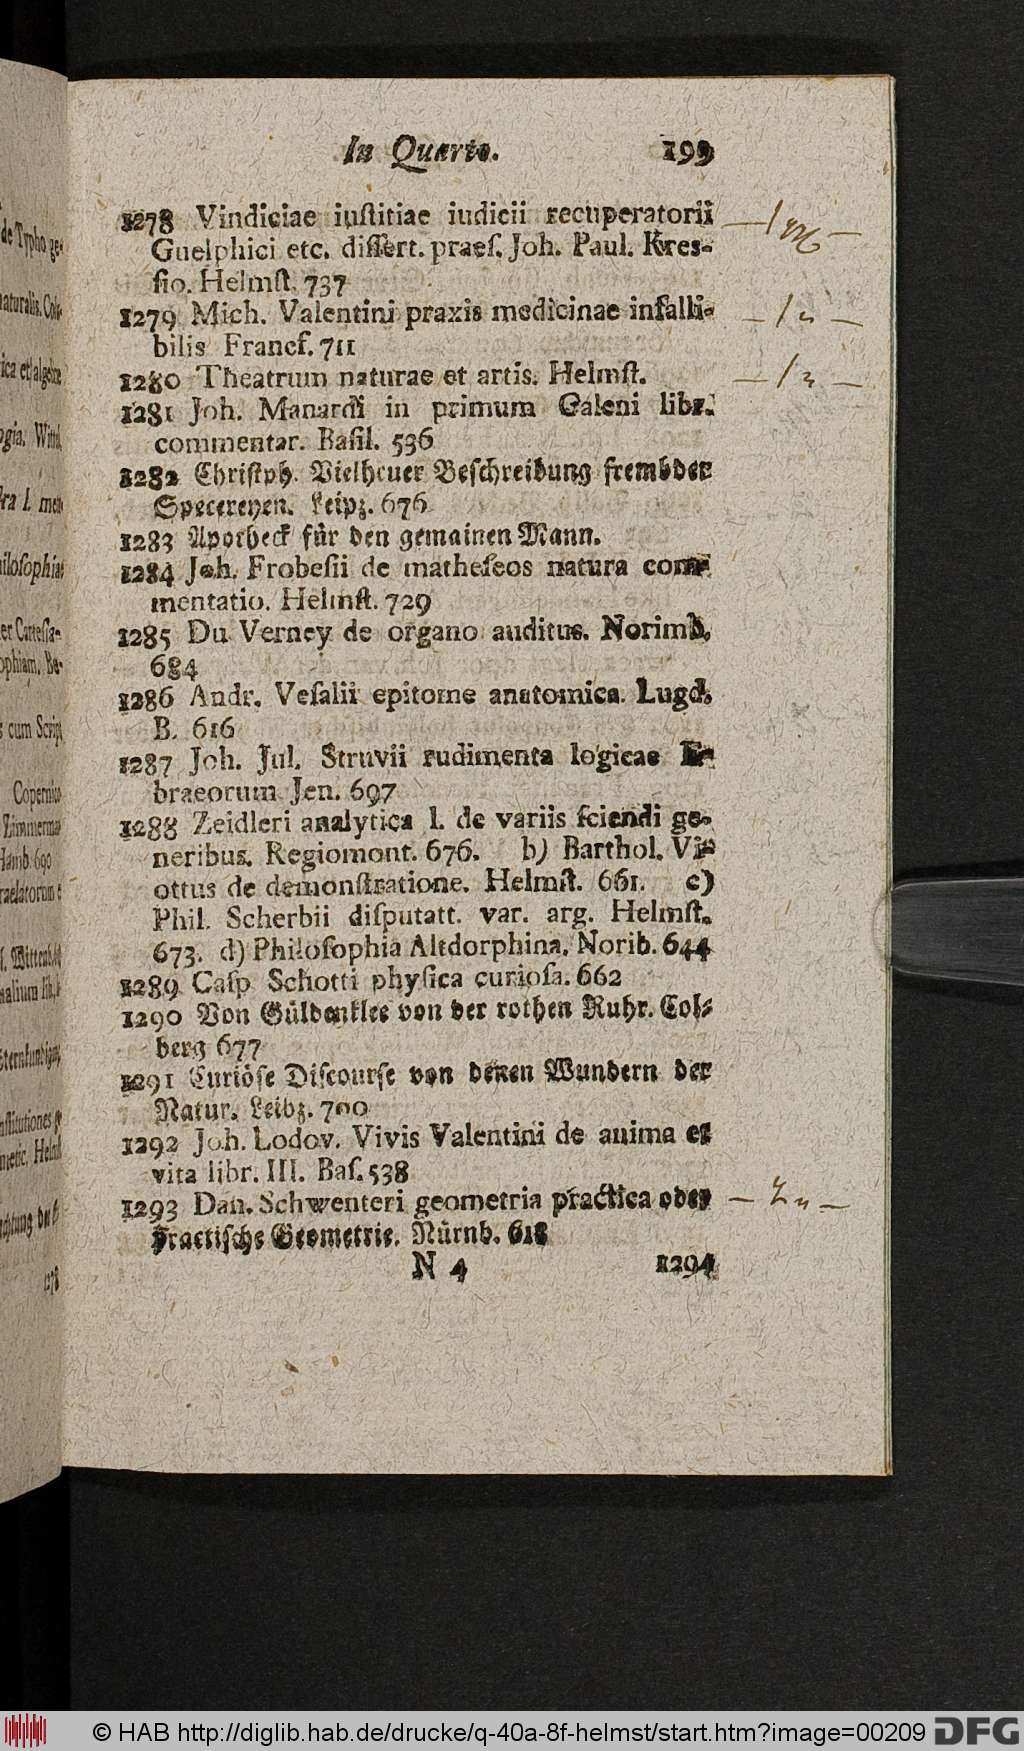 In Quarto. 199
1278 Vindiciae iustitiae iudicii recuperatorii
Guelphici etc. dissert. praes. Joh. Paul. Kres-
sio. Helmst. 737
1279 Mich. Valentini praxis medicinae infalli-
bilis Francf. 711
1280 Theatrum naturae et artis. Helmst.
1281 Joh. Manardi in primum Galeni libr.
commentar. Basil. 536
1282 Christph. Vielheuer Beschreibung frembder
Specereyen. Leipz. 676
1283 Apotheck für den gemainen Mann.
1284 Joh. Frobesii de matheseos natura com-
mentatio. Helmst. 729
1285 Du Verney de organo auditus. Norimb.
684
1286 Andr. Vesalii epitome anatomica. Lugd.
B. 616
1287 Joh. Jul. Struvii rudimenta logicae E-
braeorum Jen. 697
1288 Zeidleri analytica l. de variis sciendi ge-
neribus. Regiomont. 676. b) Barthol. Vi-
ottus de demonstratione. Helmst. 661. c)
Phil. Scherbii disputatt. var. arg. Helmst.
673. d) Philosophia Altdorphina. Norib. 644
1289 Casp Schotti physica curiosa. 662
1290 Von Güldenklee von der rothen Ruhr. Col-
berg 677
1291 Curiöse Discourse von denen Wundern der
Natur. Leibz. 700
1292 Joh. Lodov. Vivis Valentini de anima et
vita libr. III. Bas. 538
1293 Dan. Schwenteri geometria practica oder
practische Geometrie. Nürnb. 618
N 4 1294
© HAB http://diglib.hab.de/drucke/q-40a-8f-helmst/start.htm?image=00209 DFG